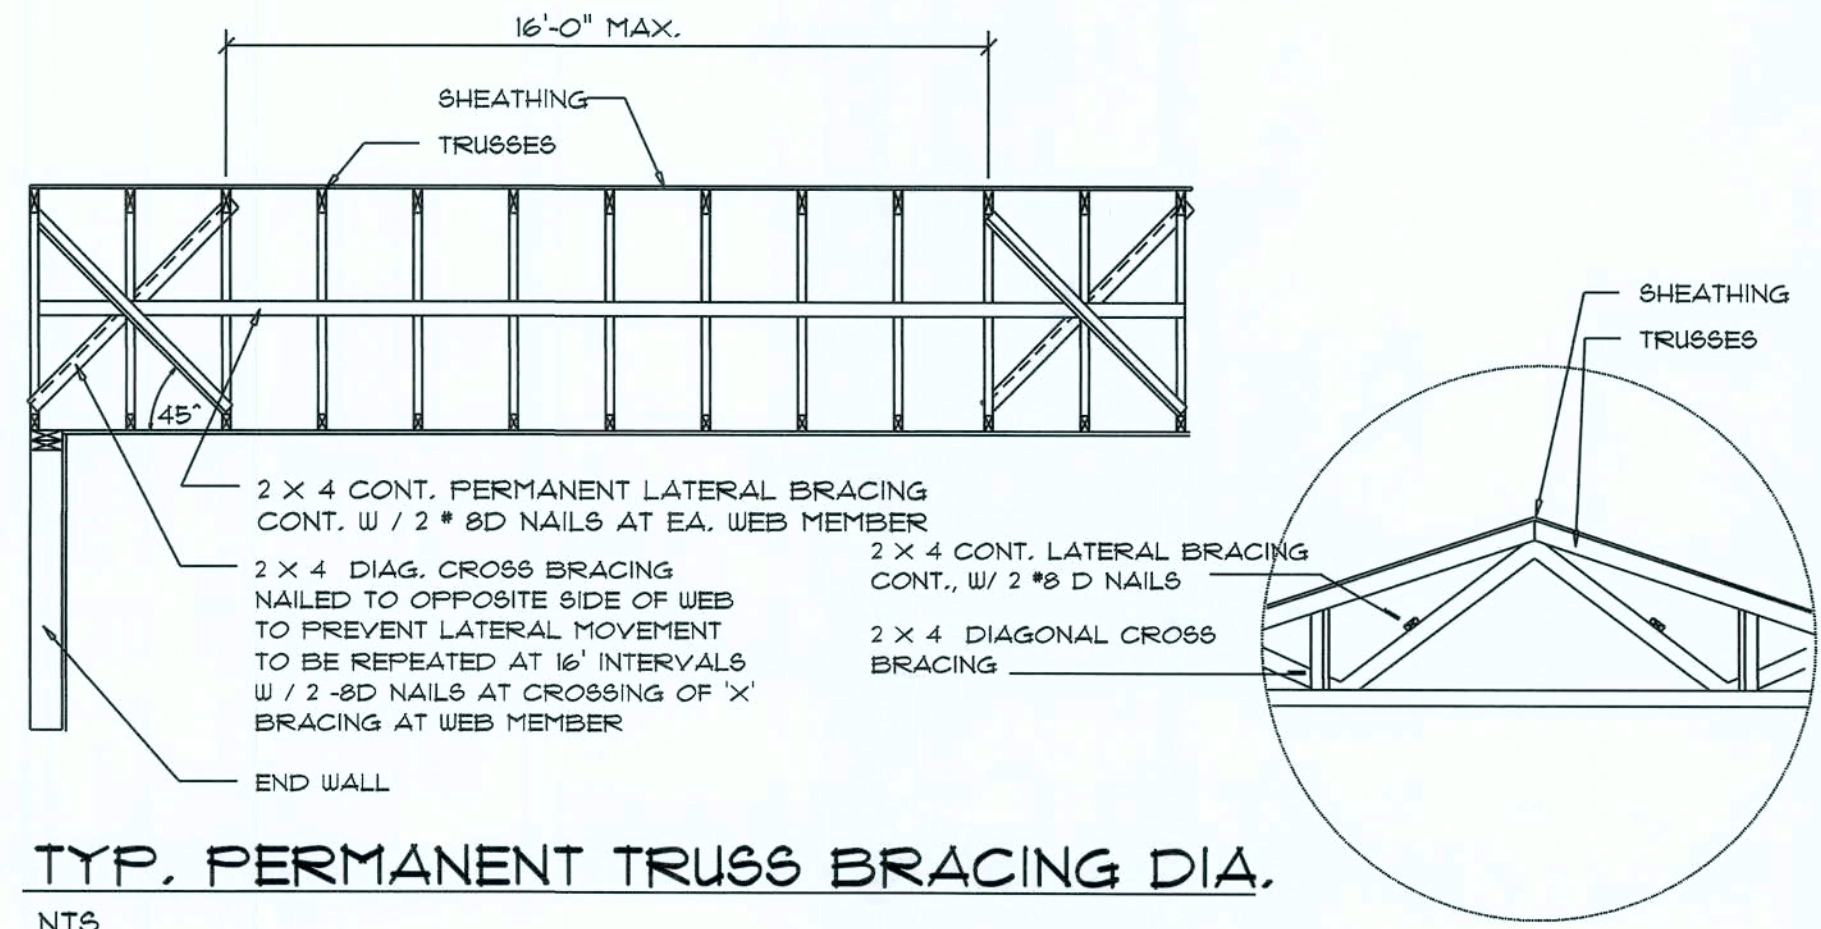 16'-0" MAX.
SHEATHING
TRUSSES
45°
2 X 4 CONT. PERMANENT LATERAL BRACING
CONT. W / 2 # 8D NAILS AT EA. WEB MEMBER
2 X 4 DIAG. CROSS BRACING
NAILED TO OPPOSITE SIDE OF WEB
TO PREVENT LATERAL MOVEMENT
TO BE REPEATED AT 16' INTERVALS
W / 2 -8D NAILS AT CROSSING OF 'X'
BRACING AT WEB MEMBER
END WALL
SHEATHING
TRUSSES
2 X 4 CONT. LATERAL BRACING
CONT., W/ 2 #8 D NAILS
2 X 4 DIAGONAL CROSS
BRACING
TYP. PERMANENT TRUSS BRACING DIA.
NTS